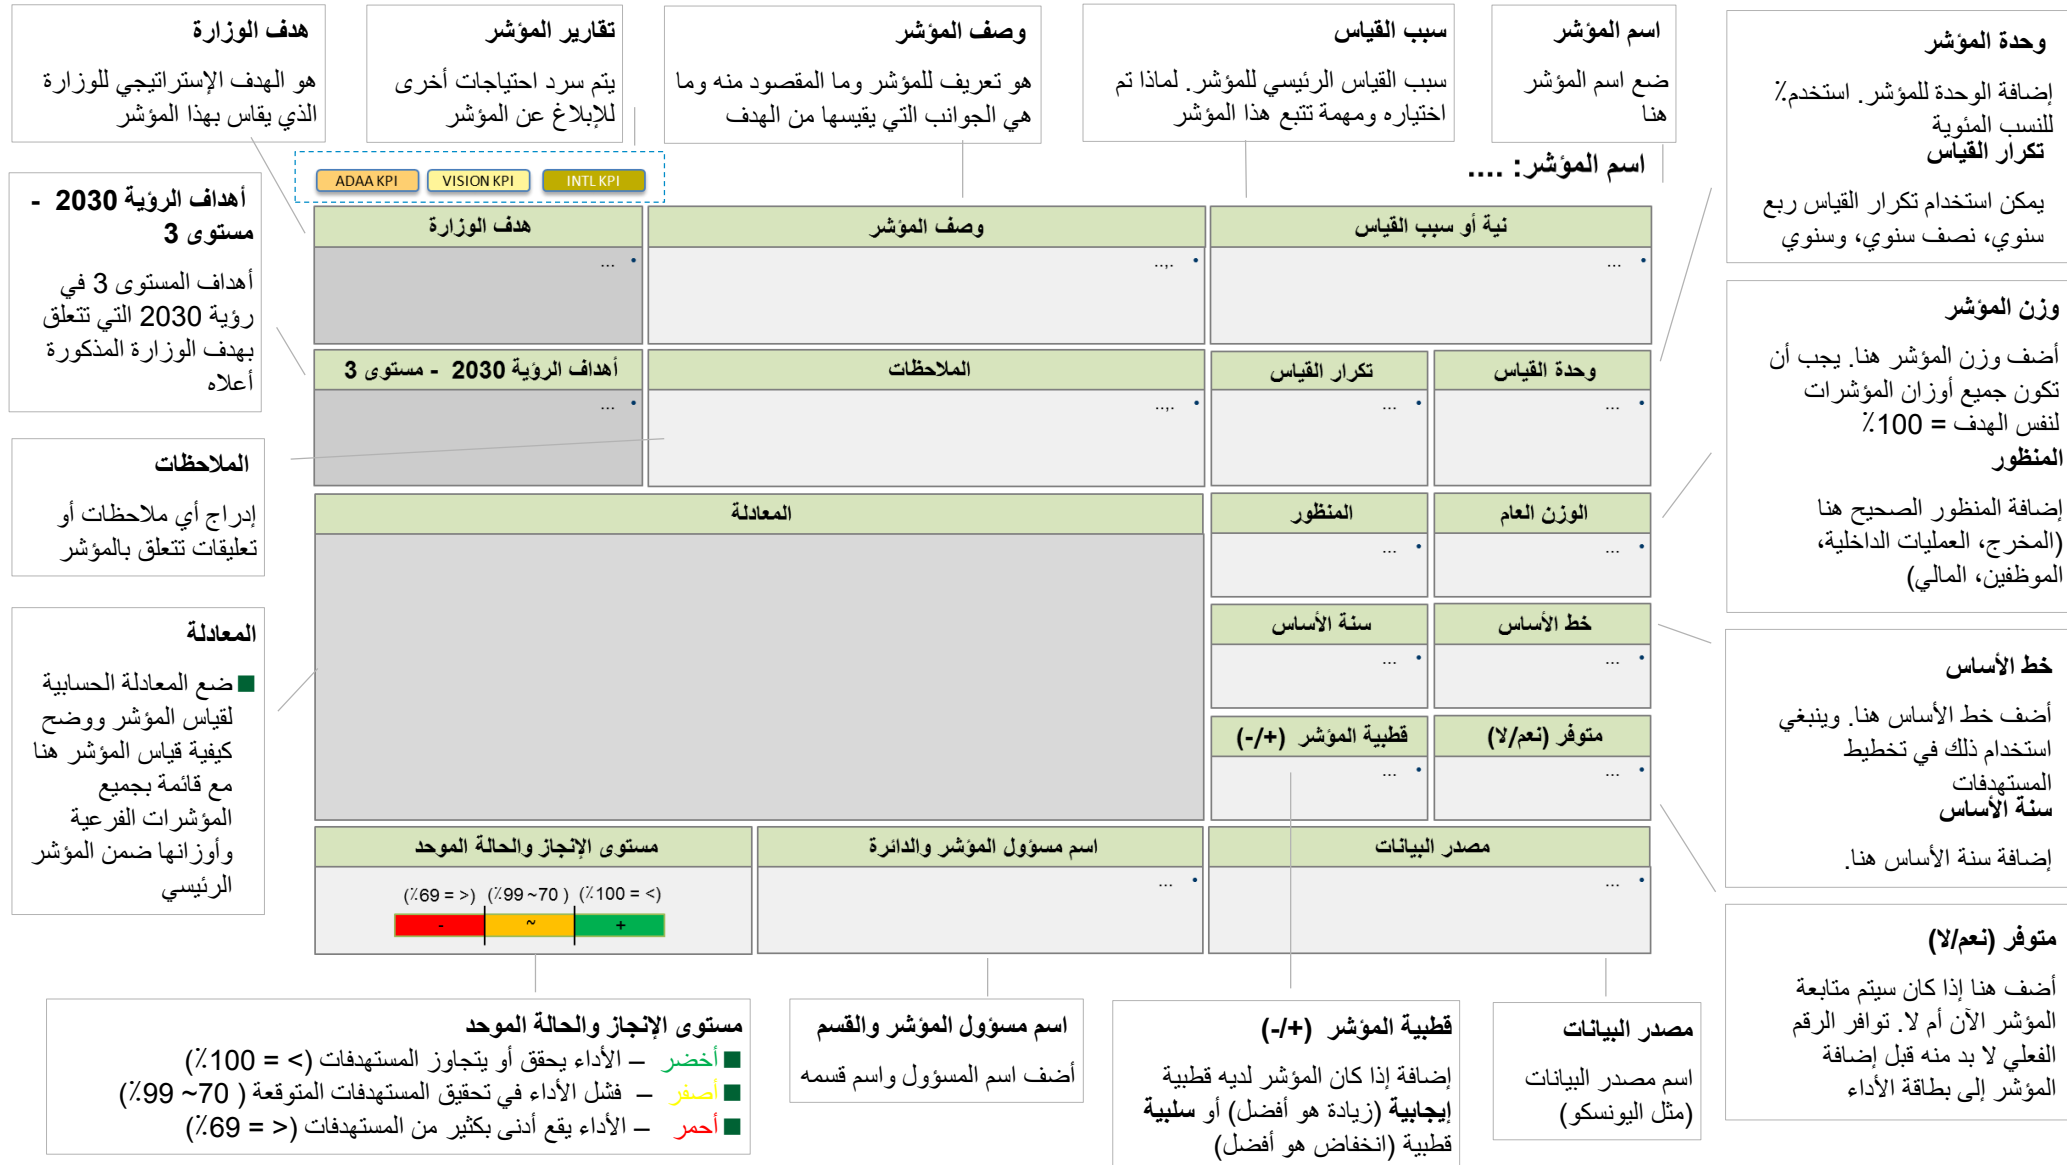 وحدة المؤشر
إضافة الوحدة للمؤشر. استخدم٪
للنسب المئوية
تكرار القياس
يمكن استخدام تكرار القياس ربع
سنوي، نصف سنوي، وسنوي
اسم المؤشر
ضع اسم المؤشر
هنا
سبب القياس
سبب القياس الرئيسي للمؤشر. لماذا تم
اختياره ومهمة تتبع هذا المؤشر
وصف المؤشر
هو تعريف للمؤشر وما المقصود منه وما
هي الجوانب التي يقيسها من الهدف
تقارير المؤشر
يتم سرد احتياجات أخرى
للإبلاغ عن المؤشر
هدف الوزارة
هو الهدف الإستراتيجي للوزارة
الذي يقاس بهذا المؤشر
اسم المؤشر: ....
ADAA KPI
VISION KPI
INTL KPI
نية أو سبب القياس
...
وصف المؤشر
..,.
هدف الوزارة
...
وحدة القياس
...
تكرار القياس
...
الملاحظات
..,.
أهداف الرؤية 2030 - مستوى 3
...
الوزن العام
...
المنظور
...
المعادلة
خط الأساس
...
سنة الأساس
...
متوفر (نعم/لا)
...
قطبية المؤشر (+/-)
...
مصدر البيانات
...
اسم مسؤول المؤشر والدائرة
...
مستوى الإنجاز والحالة الموحد
(> = 100٪)
( 70~ 99٪)
(< = 69٪)
+
~
-
أهداف الرؤية 2030 -
مستوى 3
أهداف المستوى 3 في
رؤية 2030 التي تتعلق
بهدف الوزارة المذكورة
أعلاه
الملاحظات
إدراج أي ملاحظات أو
تعليقات تتعلق بالمؤشر
المعادلة
ضع المعادلة الحسابية
لقياس المؤشر ووضح
كيفية قياس المؤشر هنا
مع قائمة بجميع
المؤشرات الفرعية
وأوزانها ضمن المؤشر
الرئيسي
وزن المؤشر
أضف وزن المؤشر هنا. يجب أن
تكون جميع أوزان المؤشرات
لنفس الهدف = 100٪
المنظور
إضافة المنظور الصحيح هنا
(المخرج، العمليات الداخلية،
الموظفين، المالي)
خط الأساس
أضف خط الأساس هنا. وينبغي
استخدام ذلك في تخطيط
المستهدفات
سنة الأساس
إضافة سنة الأساس هنا.
متوفر (نعم/لا)
أضف هنا إذا كان سيتم متابعة
المؤشر الآن أم لا. توافر الرقم
الفعلي لا بد منه قبل إضافة
المؤشر إلى بطاقة الأداء
مصدر البيانات
اسم مصدر البيانات
(مثل اليونسكو)
قطبية المؤشر (+/-)
إضافة إذا كان المؤشر لديه قطبية
إيجابية (زيادة هو أفضل) أو سلبية
قطبية (انخفاض هو أفضل)
اسم مسؤول المؤشر والقسم
أضف اسم المسؤول واسم قسمه
مستوى الإنجاز والحالة الموحد
أخضر – الأداء يحقق أو يتجاوز المستهدفات (> = 100٪)
أصفر – فشل الأداء في تحقيق المستهدفات المتوقعة ( 70~ 99٪)
أحمر – الأداء يقع أدنى بكثير من المستهدفات (< = 69٪)